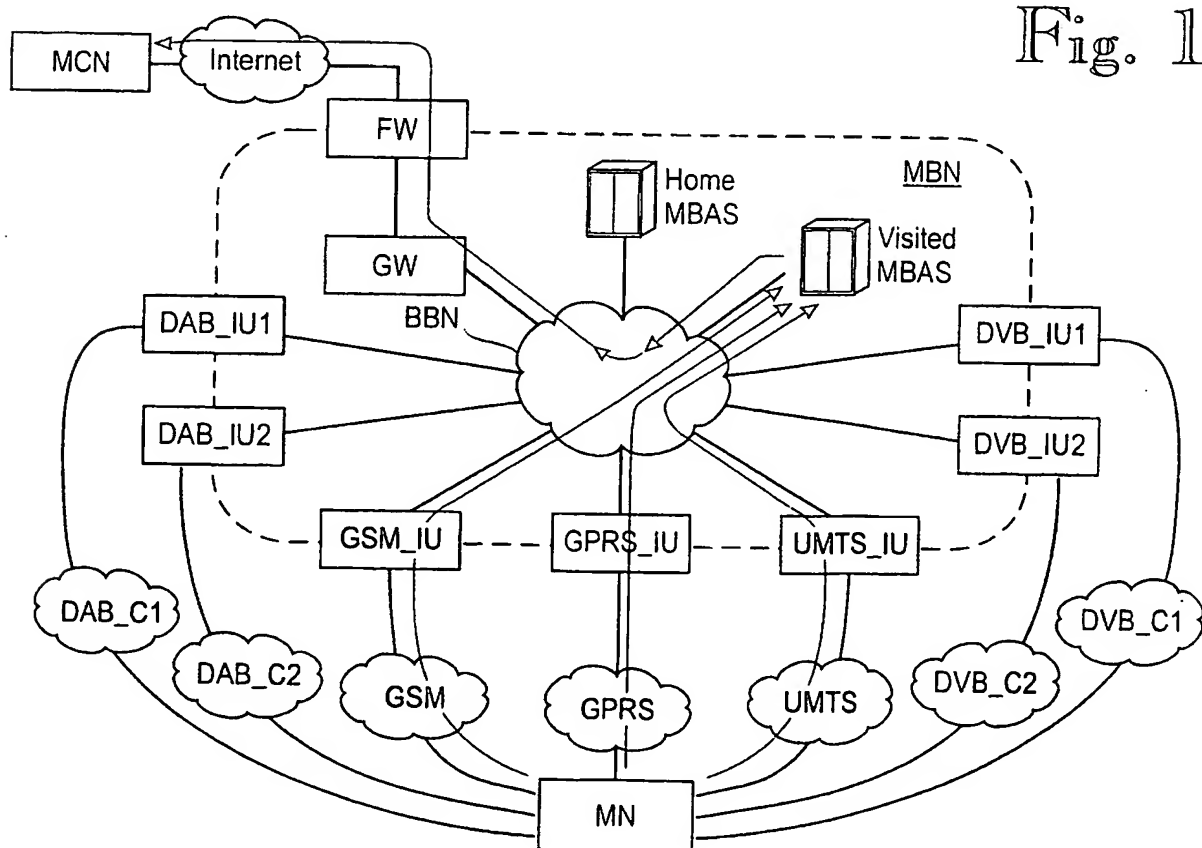 Fig. 1
MCN
Internet
FW
Home
MBAS
MBN
Visited
MBAS
GW
BBN
DAB_IU1
DVB_IU1
DAB_IU2
DVB_IU2
GSM_IU
GPRS_IU
UMTS_IU
DAB_C1
DVB_C1
DAB_C2
GSM
GPRS
UMTS
DVB_C2
MN